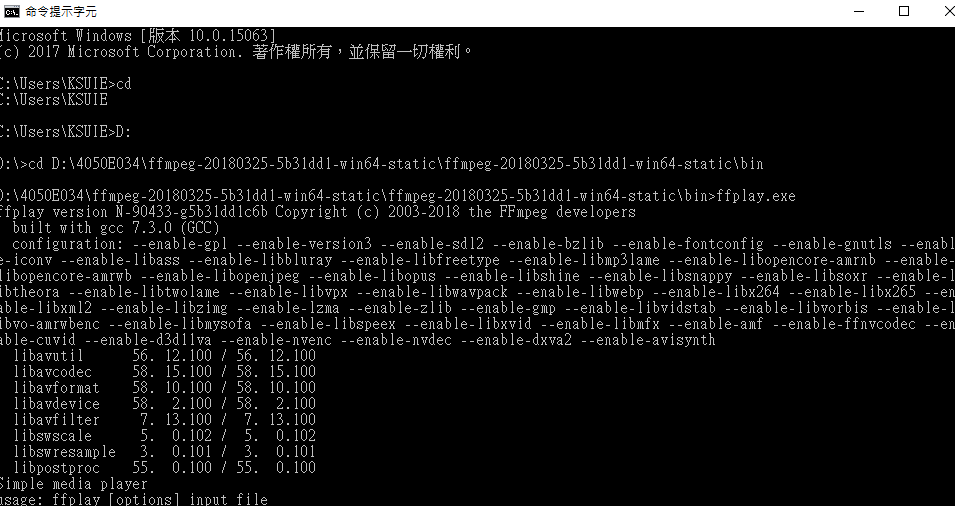 命令提示字元
Microsoft Windows [版本 10.0.15063]
(c) 2017 Microsoft Corporation. 著作權所有，並保留一切權利。
C:\Users\KSUIE>cd
C:\Users\KSUIE
C:\Users\KSUIE>D:
D:\>cd D:\4050E034\ffmpeg-20180325-5b31dd1-win64-static\ffmpeg-20180325-5b31dd1-win64-static\bin
D:\4050E034\ffmpeg-20180325-5b31dd1-win64-static\ffmpeg-20180325-5b31dd1-win64-static\bin>ffplay.exe
ffplay version N-90433-g5b31dd1c6b Copyright (c) 2003-2018 the FFmpeg developers
built with gcc 7.3.0 (GCC)
configuration: --enable-gpl --enable-version3 --enable-sdl2 --enable-bzlib --enable-fontconfig --enable-gnutls --enabl
e-iconv --enable-libass --enable-libbluray --enable-libfreetype --enable-libmp3lame --enable-libopencore-amrnb --enable-
libopencore-amrwb --enable-libopenjpeg --enable-libopus --enable-libshine --enable-libsnappy --enable-libsoxr --enable-l
ibtheora --enable-libtwolame --enable-libvpx --enable-libwavpack --enable-libwebp --enable-libx264 --enable-libx265 --en
able-libxml2 --enable-libzimg --enable-lzma --enable-zlib --enable-gmp --enable-libvidstab --enable-libvorbis --enable-l
ibvo-amrwbenc --enable-libmysofa --enable-libspeex --enable-libxvid --enable-libmfx --enable-amf --enable-ffnvcodec --en
able-cuvid --enable-d3d11va --enable-nvenc --enable-nvdec --enable-dxva2 --enable-avisynth
libavutil 56. 12.100 / 56. 12.100
libavcodec 58. 15.100 / 58. 15.100
libavformat 58. 10.100 / 58. 10.100
libavdevice 58. 2.100 / 58. 2.100
libavfilter 7. 13.100 / 7. 13.100
libswscale 5. 0.102 / 5. 0.102
libswresample 3. 0.101 / 3. 0.101
libpostproc 55. 0.100 / 55. 0.100
Simple media player
usage: ffplay [options] input_file